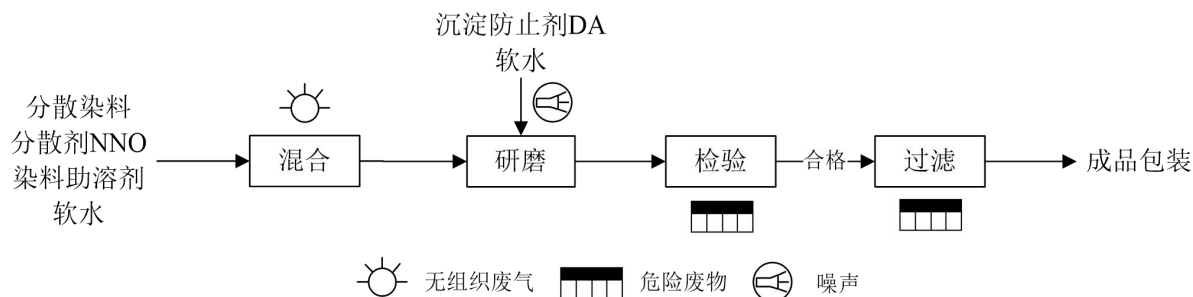 沉淀防止剂DA
软水
分散染料
分散剂NNO
染料助溶剂
软水
混合
研磨
检验
合格
过滤
成品包装
无组织废气
危险废物
噪声